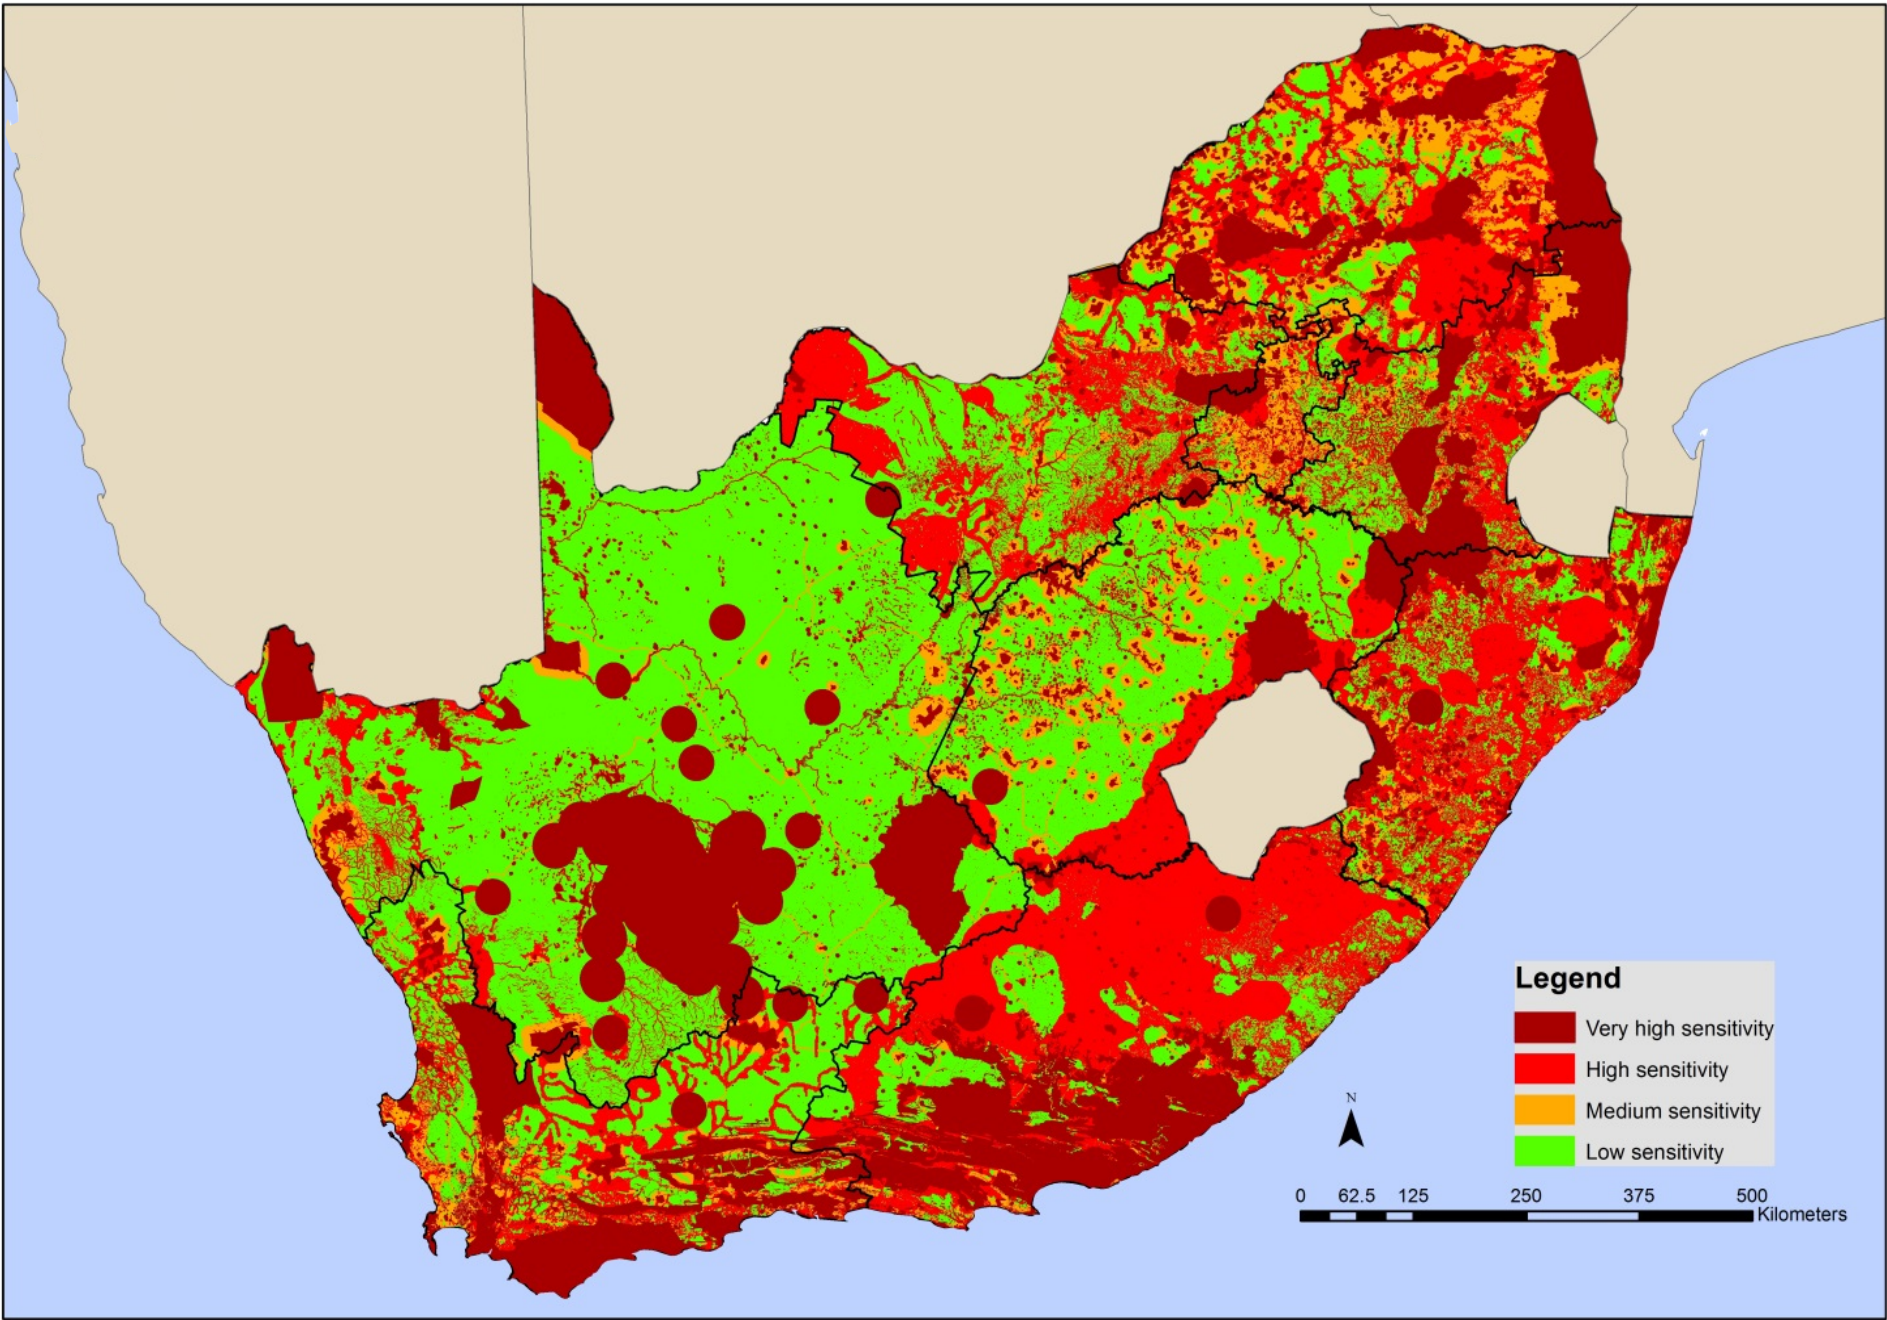 Legend
Very high sensitivity
High sensitivity
Medium sensitivity
Low sensitivity
N
0 62.5 125 250 375 500
Kilometers